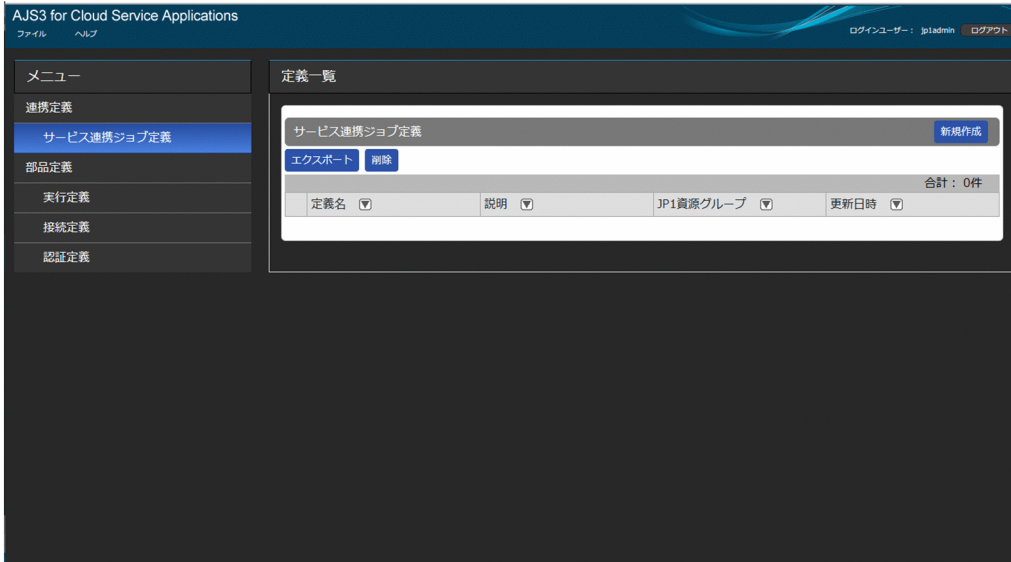 AJS3 for Cloud Service Applications
ファイル ヘルプ
ログインユーザー： jp1admin ログアウト
メニュー
連携定義
サービス連携ジョブ定義
部品定義
実行定義
接続定義
認証定義
定義一覧
サービス連携ジョブ定義 新規作成
エクスポート 削除
合計： 0件
定義名 説明 JP1資源グループ 更新日時